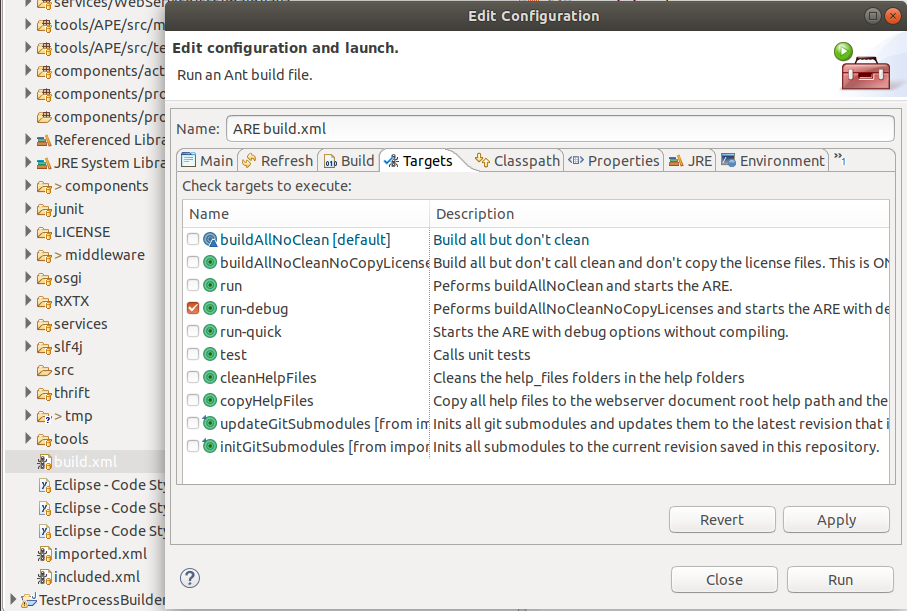 services/WebServ
tools/APE/src/m
tools/APE/src/te
components/act
components/pro
components/pro
Referenced Libra
JRE System Libra
> components
junit
LICENSE
> middleware
osgi
RXTX
services
slf4j
src
thrift
> tmp
tools
build.xml
Eclipse - Code Sty
Eclipse - Code Sty
Eclipse - Code Sty
imported.xml
included.xml
TestProcessBuilder
Edit Configuration
Edit configuration and launch.
Run an Ant build file.
Name: ARE build.xml
Main Refresh Build Targets Classpath Properties JRE Environment »1
Check targets to execute:
Name Description
buildAllNoClean [default] Build all but don't clean
buildAllNoCleanNoCopyLicense Build all but don't call clean and don't copy the license files. This is ON
run Peforms buildAllNoClean and starts the ARE.
run-debug Peforms buildAllNoCleanNoCopyLicenses and starts the ARE with de
run-quick Starts the ARE with debug options without compiling.
test Calls unit tests
cleanHelpFiles Cleans the help_files folders in the help folders
copyHelpFiles Copy all help files to the webserver document root help path and the
updateGitSubmodules [from im Inits all git submodules and updates them to the latest revision that i
initGitSubmodules [from impor Inits all submodules to the current revision saved in this repository.
Revert Apply
Close Run